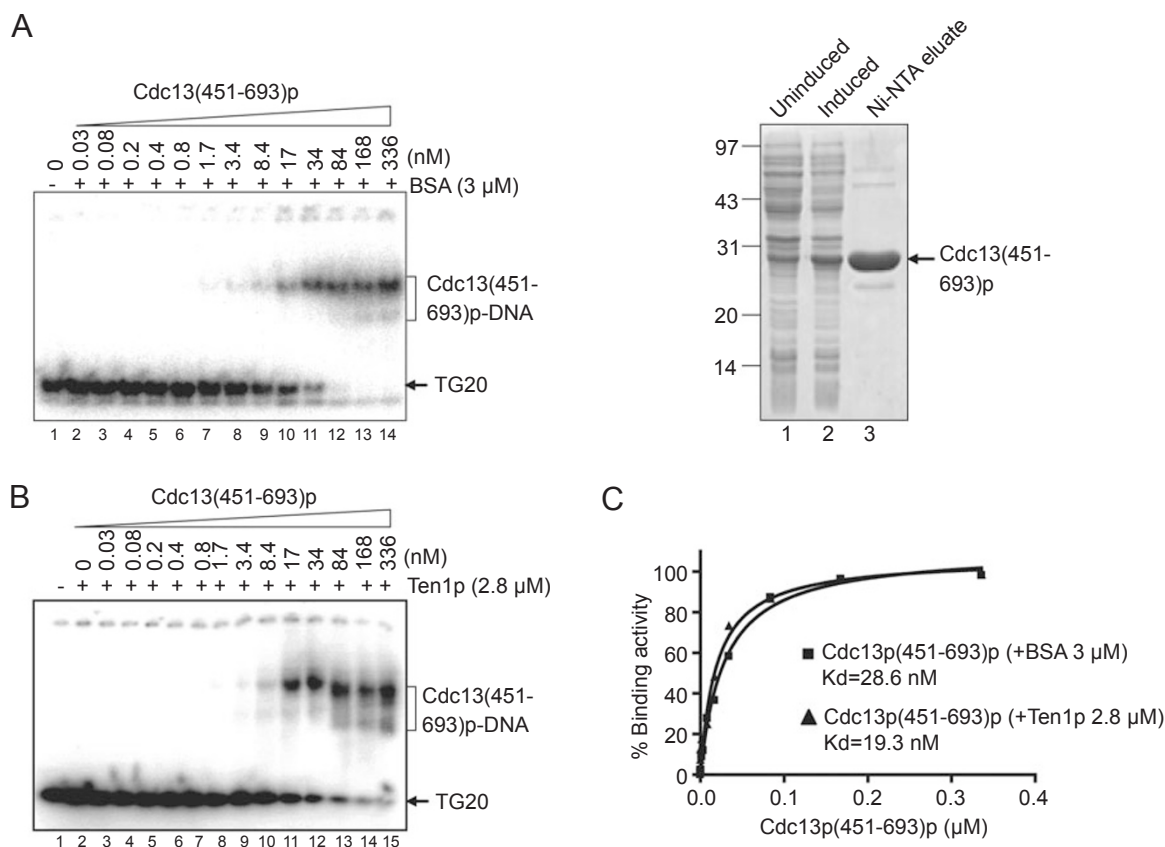 A
Cdc13(451-693)p
0 0.03 0.08 0.2 0.4 0.8 1.7 3.4 8.4 17 34 84 168 336 (nM)
- + + + + + + + + + + + + + BSA (3 µM)
Cdc13(451-
693)p-DNA
TG20
1 2 3 4 5 6 7 8 9 10 11 12 13 14
Uninduced
Induced
Ni-NTA eluate
97
43
31
20
14
Cdc13(451-
693)p
1 2 3
B
Cdc13(451-693)p
0 0.03 0.08 0.2 0.4 0.8 1.7 3.4 8.4 17 34 84 168 336 (nM)
- + + + + + + + + + + + + + + Ten1p (2.8 µM)
Cdc13(451-
693)p-DNA
TG20
1 2 3 4 5 6 7 8 9 10 11 12 13 14 15
C
% Binding activity
100
80
60
40
20
0
0.0 0.1 0.2 0.3 0.4
Cdc13p(451-693)p (µM)
Cdc13p(451-693)p (+BSA 3 µM)
Kd=28.6 nM
Cdc13p(451-693)p (+Ten1p 2.8 µM)
Kd=19.3 nM